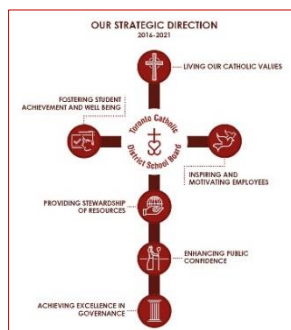 OUR STRATEGIC DIRECTION
2016-2021
LIVING OUR CATHOLIC VALUES
FOSTERING STUDENT
ACHIEVEMENT AND WELL BEING
Toronto Catholic
District School Board
INSPIRING AND
MOTIVATING EMPLOYEES
PROVIDING STEWARDSHIP
OF RESOURCES
ENHANCING PUBLIC
CONFIDENCE
ACHIEVING EXCELLENCE IN
GOVERNANCE